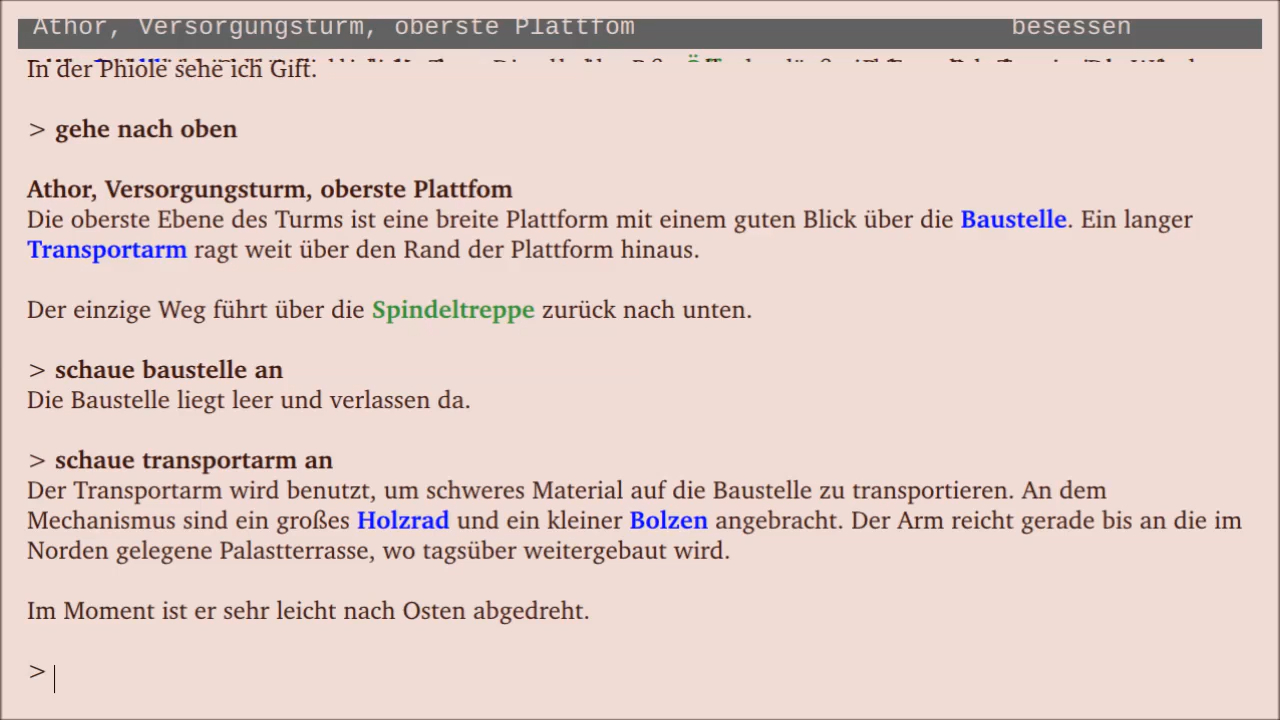 Athor, Versorgungsturm, oberste Plattfom besessen
In der Phiole sehe ich Gift.
> gehe nach oben
Athor, Versorgungsturm, oberste Plattfom
Die oberste Ebene des Turms ist eine breite Plattform mit einem guten Blick über die Baustelle. Ein langer
Transportarm ragt weit über den Rand der Plattform hinaus.
Der einzige Weg führt über die Spindeltreppe zurück nach unten.
> schaue baustelle an
Die Baustelle liegt leer und verlassen da.
> schaue transportarm an
Der Transportarm wird benutzt, um schweres Material auf die Baustelle zu transportieren. An dem
Mechanismus sind ein großes Holzrad und ein kleiner Bolzen angebracht. Der Arm reicht gerade bis an die im
Norden gelegene Palastterrasse, wo tagsüber weitergebaut wird.
Im Moment ist er sehr leicht nach Osten abgedreht.
>